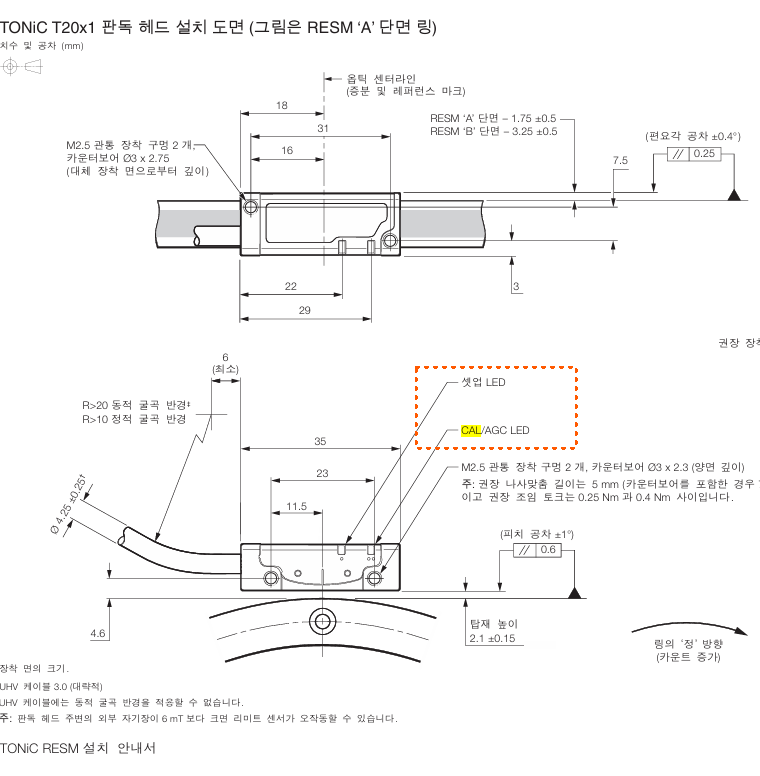 TONiC T20x1 판독 헤드 설치 도면 (그림은 RESM ‘A’ 단면 링)
치수 및 공차 (mm)
옵틱 센터라인
(증분 및 레퍼런스 마크)
18
31
16
RESM ‘A’ 단면 – 1.75 ±0.5
RESM ‘B’ 단면 – 3.25 ±0.5
(편요각 공차 ±0.4°)
// 0.25
7.5
M2.5 관통 장착 구멍 2 개,
카운터보어 Ø3 x 2.75
(대체 장착 면으로부터 깊이)
22
3
29
권장 장착
6
(최소)
셋업 LED
R>20 동적 굴곡 반경‡
R>10 정적 굴곡 반경
CAL/AGC LED
35
23
M2.5 관통 장착 구멍 2 개, 카운터보어 Ø3 x 2.3 (양면 깊이)
주: 권장 나사맞춤 길이는 5 mm (카운터보어를 포함한 경우
이고 권장 조임 토크는 0.25 Nm 과 0.4 Nm 사이입니다.
11.5
Ø 4.25 ±0.25†
(피치 공차 ±1°)
// 0.6
4.6
탑재 높이
2.1 ±0.15
링의 ‘정’ 방향
(카운트 증가)
장착 면의 크기.
UHV 케이블 3.0 (대략적)
UHV 케이블에는 동적 굴곡 반경을 적용할 수 없습니다.
주: 판독 헤드 주변의 외부 자기장이 6 mT 보다 크면 리미트 센서가 오작동할 수 있습니다.
TONiC RESM 설치 안내서